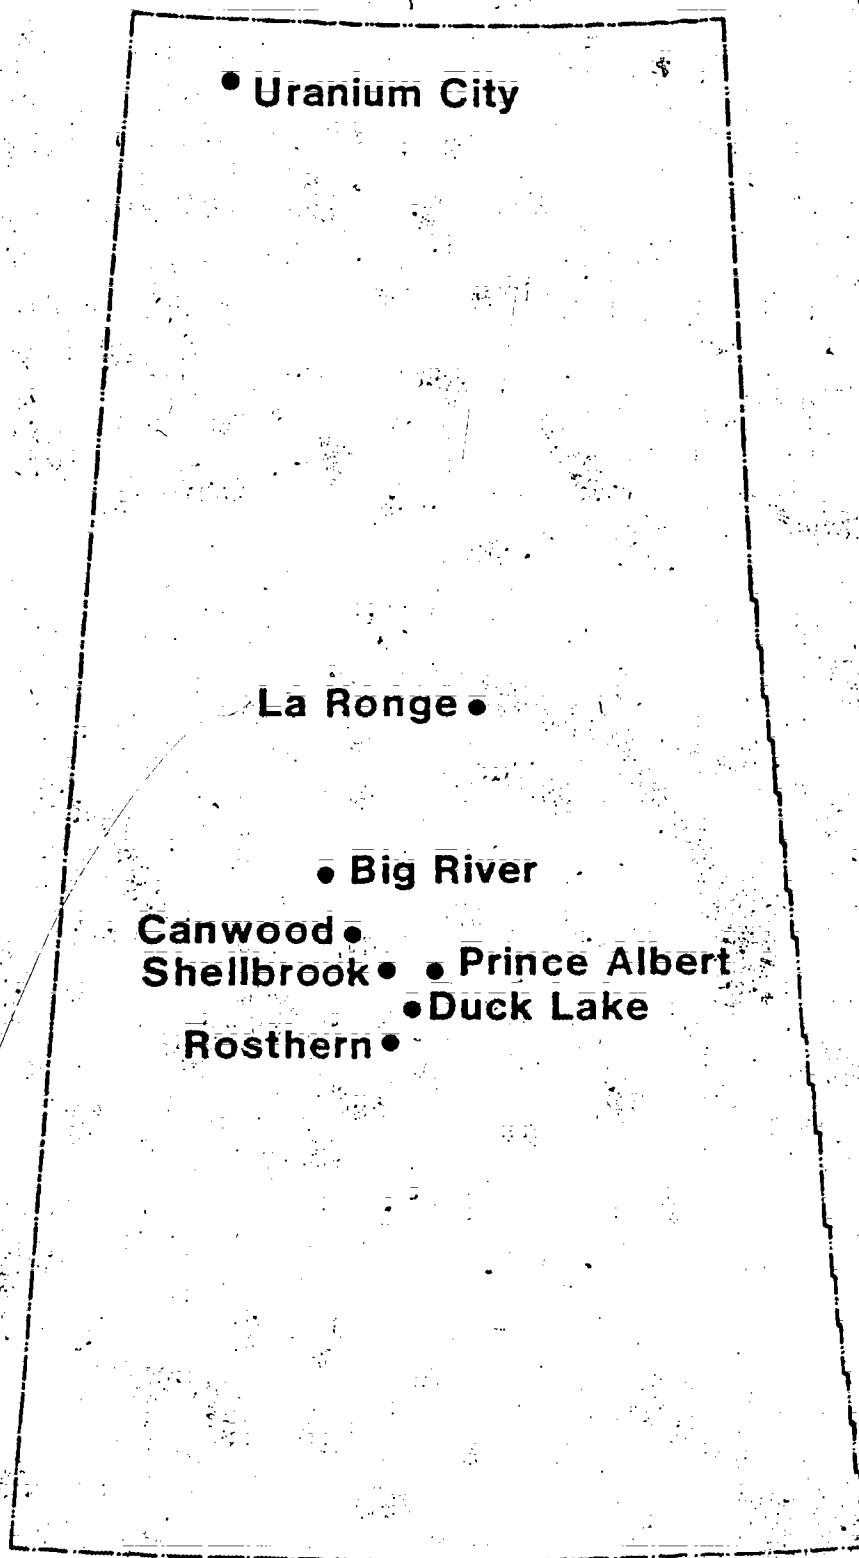 Uranium City
La Ronge
Big River
Canwood
Prince Albert
Shellbrook
Duck Lake
Rosthern